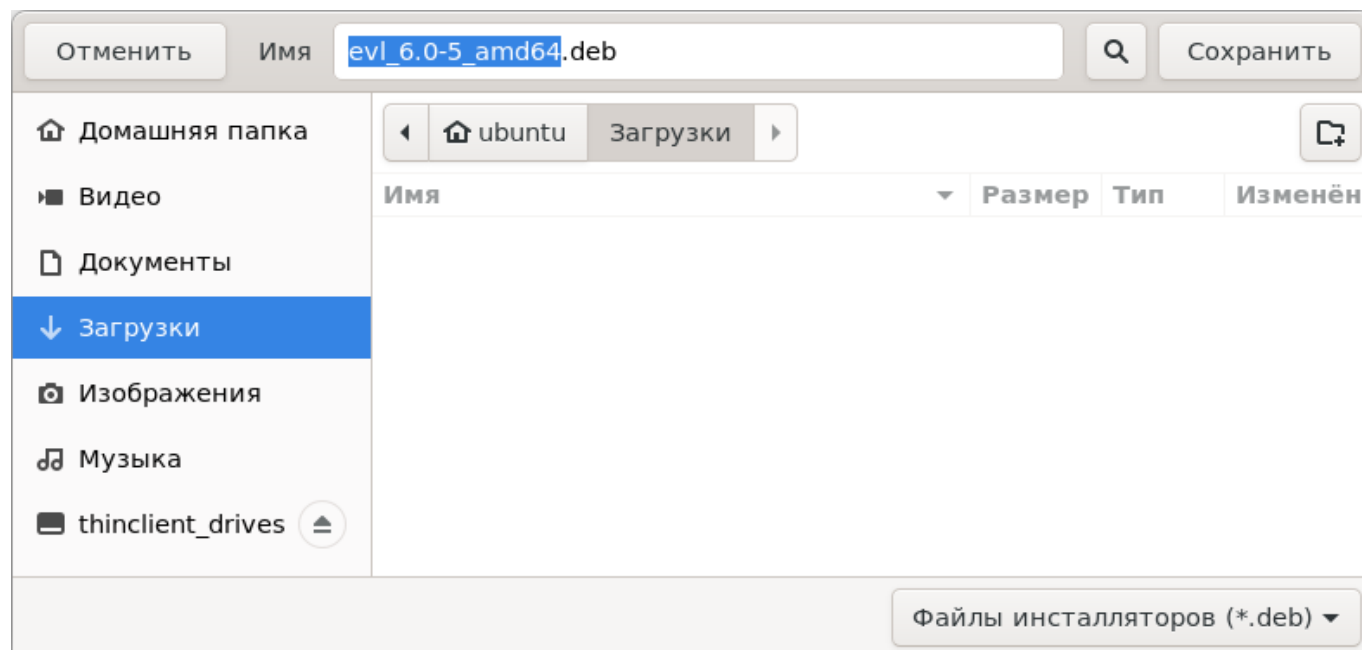 Отменить Имя evl_6.0-5_amd64.deb Сохранить
Домашняя папка
ubuntu Загрузки
Видео
Имя Размер Тип Изменён
Документы
Загрузки
Изображения
Музыка
thinclient_drives
Файлы инсталляторов (*.deb)